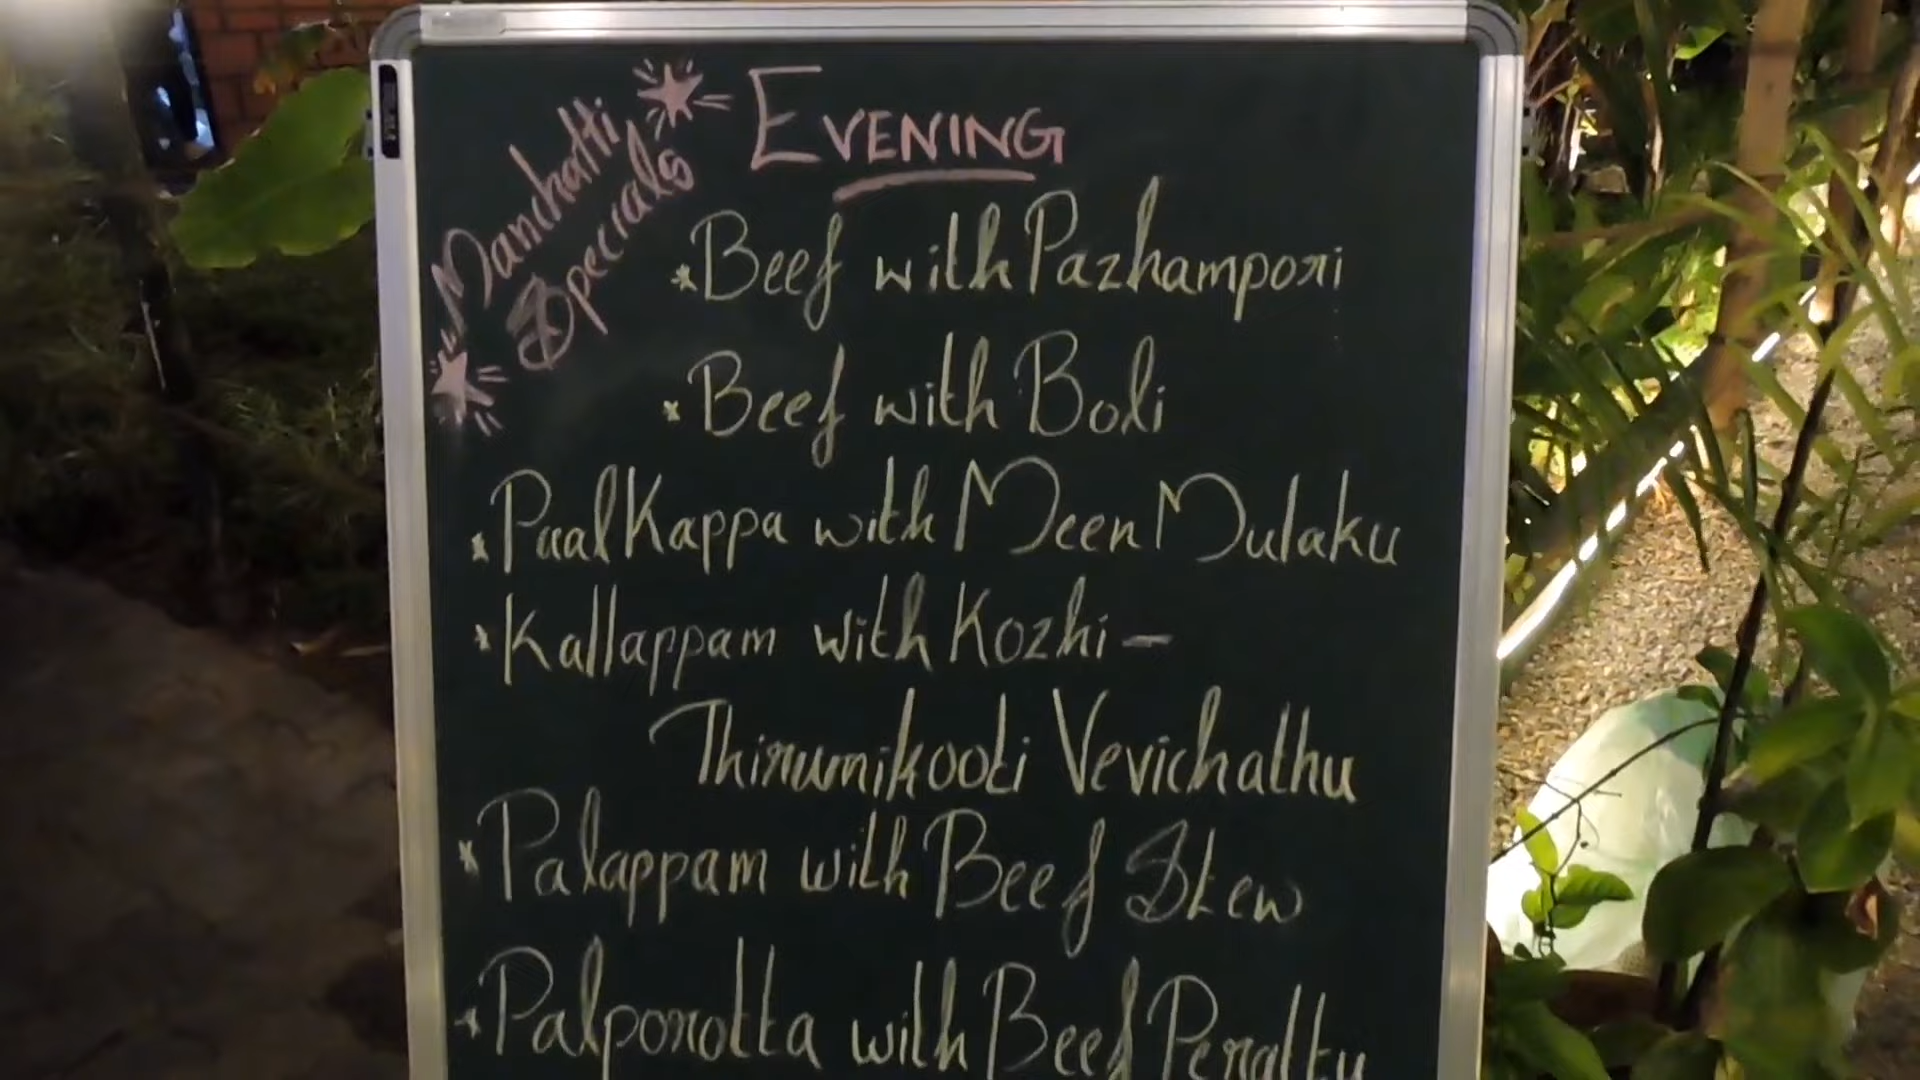 Manchatti
Specials
EVENING
* Beef with Pazhampori
* Beef with Boli
* Paal Kappa with Meen Mulaku
* Kallappam with Kozhi -
Thirumikooti Vevichathu
* Palappam with Beef Stew
* Palporotta with Beef Peralty